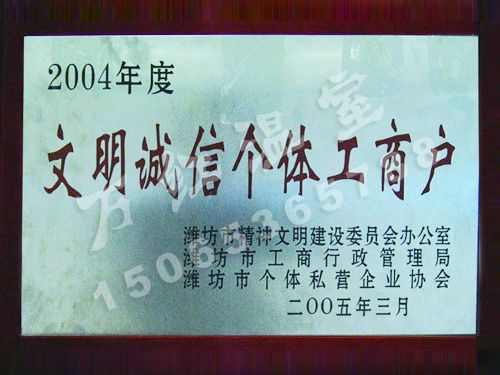 2004年度
文明诚信个体工商户
潍坊市精神文明建设委员会办公室
潍坊市工商行政管理局
潍坊市个体私营企业协会
二〇〇五年三月